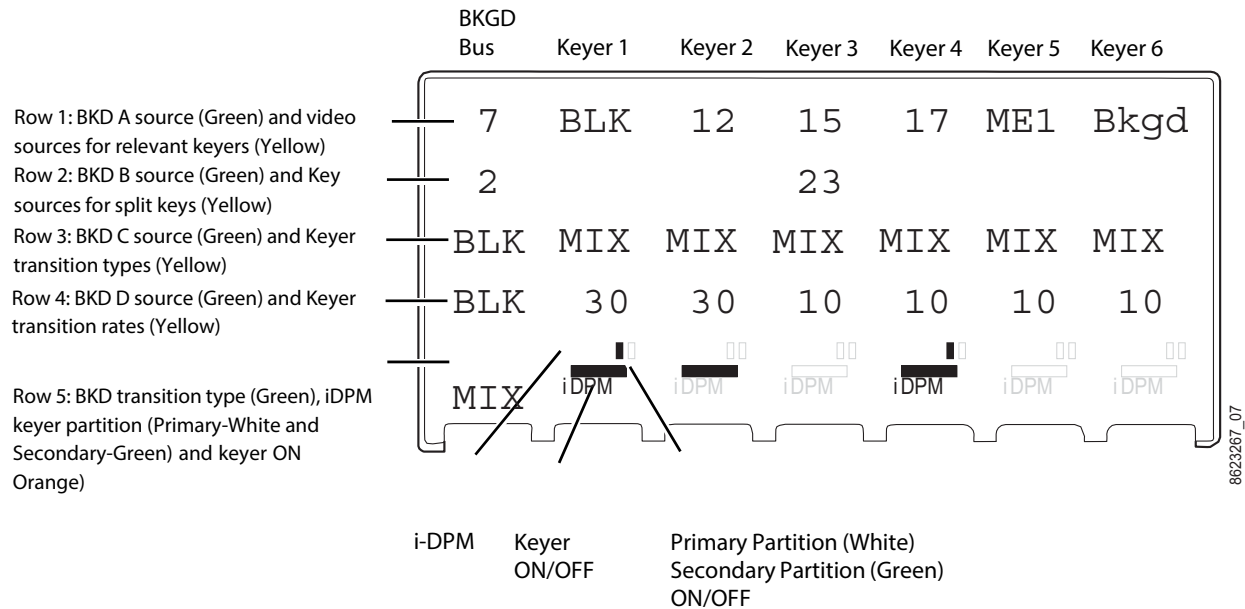 BKGD
Bus Keyer 1 Keyer 2 Keyer 3 Keyer 4 Keyer 5 Keyer 6
Row 1: BKD A source (Green) and video
sources for relevant keyers (Yellow)
7 BLK 12 15 17 ME1 Bkgd
Row 2: BKD B source (Green) and Key
sources for split keys (Yellow)
2 23
Row 3: BKD C source (Green) and Keyer
transition types (Yellow)
BLK MIX MIX MIX MIX MIX MIX
Row 4: BKD D source (Green) and Keyer
transition rates (Yellow)
BLK 30 30 10 10 10 10
iDPM iDPM iDPM iDPM iDPM iDPM
MIX
Row 5: BKD transition type (Green), iDPM
keyer partition (Primary-White and
Secondary-Green) and keyer ON
Orange)
8623267_07
i-DPM
Keyer
ON/OFF
Primary Partition (White)
Secondary Partition (Green)
ON/OFF